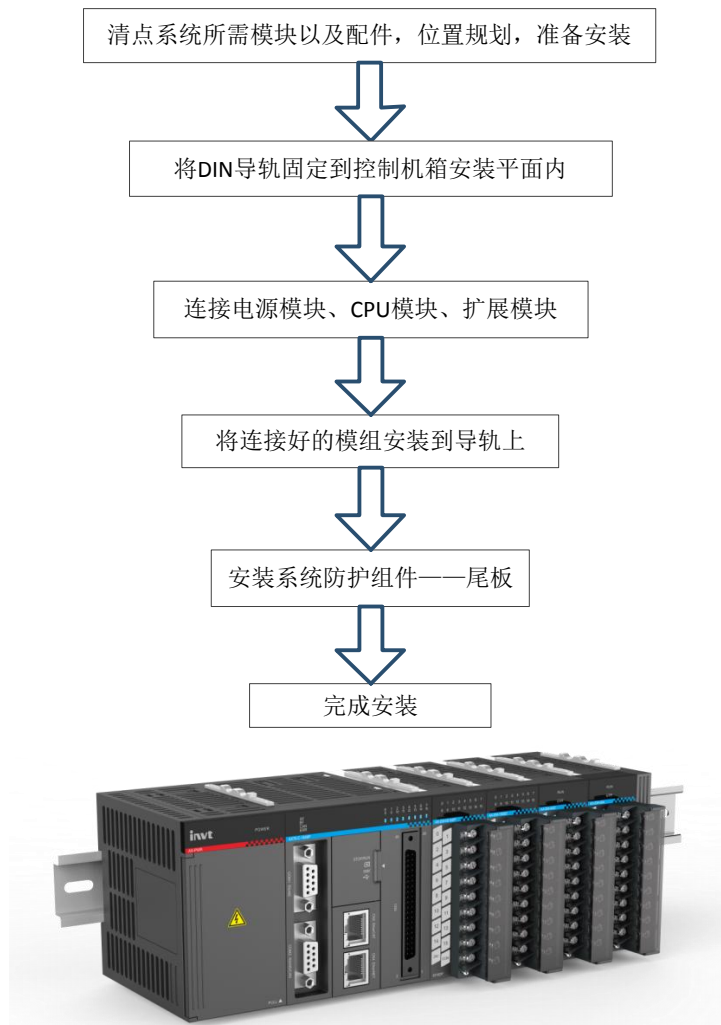 清点系统所需模块以及配件，位置规划，准备安装
将DIN导轨固定到控制机箱安装平面内
连接电源模块、CPU模块、扩展模块
将连接好的模组安装到导轨上
安装系统防护组件——尾板
完成安装
invt
POWER